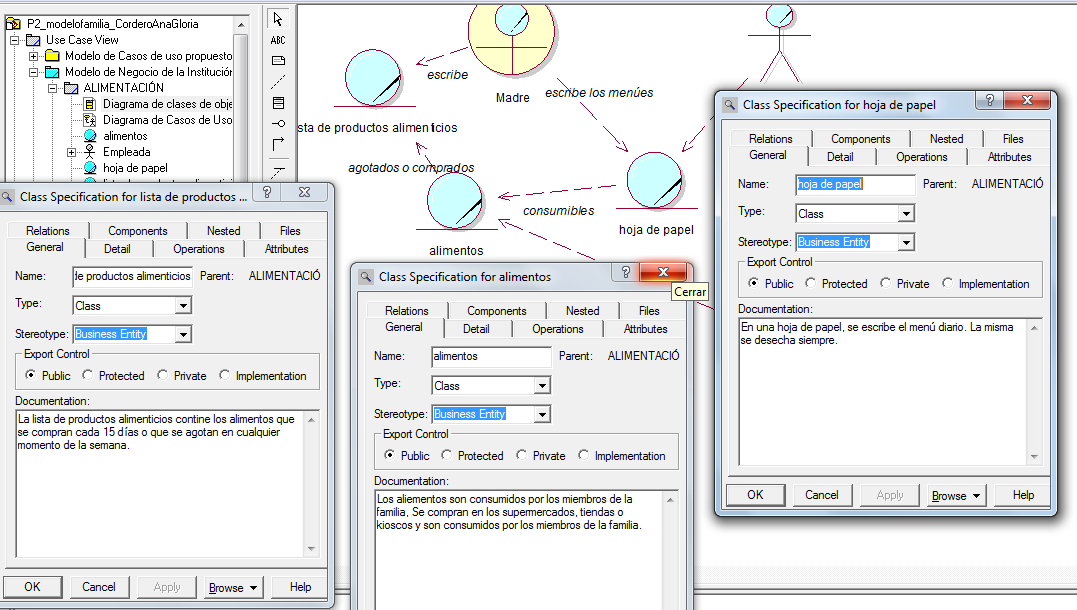 P2_modelofamilia_CorderoAnaGloria
Use Case View
Modelo de Casos de uso propuesto
Modelo de Negocio de la Institución
ALIMENTACIÓN
Diagrama de clases de obje
Diagrama de Casos de Uso
alimentos
Empleada
hoja de papel
ABC
escribe
Madre
escribe los menúes
sta de productos alimenticios
agotados o comprados
consumibles
hoja de papel
alimentos
Class Specification for lista de productos ...
Relations
Components
Nested
Files
General
Detail
Operations
Attributes
Name:
de productos alimenticios
Parent:
ALIMENTACIÓ
Type:
Class
Stereotype:
Business Entity
Export Control
Public
Protected
Private
Implementation
Documentation:
La lista de productos alimenticios contine los alimentos que
se compran cada 15 días o que se agotan en cualquier
momento de la semana.
OK
Cancel
Apply
Browse
Help
Class Specification for alimentos
Cerrar
Relations
Components
Nested
Files
General
Detail
Operations
Attributes
Name:
alimentos
Parent:
ALIMENTACIÓ
Type:
Class
Stereotype:
Business Entity
Export Control
Public
Protected
Private
Implementation
Documentation:
Los aliementos son consumidos por los miembros de la
familia, Se compran en los supermercados, tiendas o
kioscos y son consumidos por los miembros de la familia.
Class Specification for hoja de papel
Relations
Components
Nested
Files
General
Detail
Operations
Attributes
Name:
hoja de papel
Parent:
ALIMENTACIÓ
Type:
Class
Stereotype:
Business Entity
Export Control
Public
Protected
Private
Implementation
Documentation:
En una hoja de papel, se escribe el menú diario. La misma
se desecha siempre.
OK
Cancel
Apply
Browse
Help